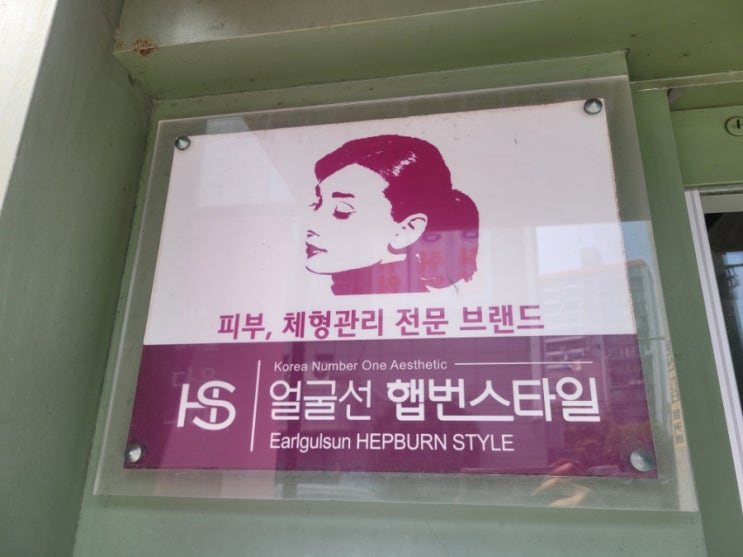 피부, 체형관리 전문 브랜드
Korea Number One Aesthetic
HS 얼굴선 햅번스타일
Earlgulsun HEPBURN STYLE